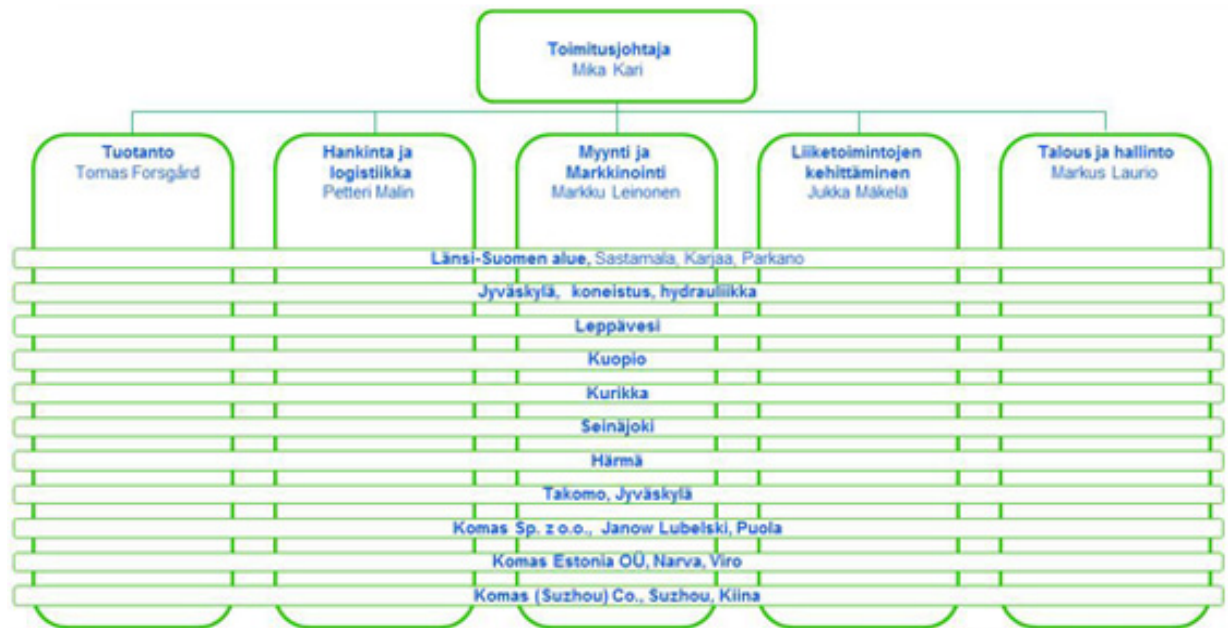 Toimitusjohtaja
Mika Kari
Tuotanto
Tomas Forsgård
Hankinta ja
logistiikka
Petteri Malin
Myynti ja
Markkinointi
Markku Leinonen
Liiketoimintojen
kehittäminen
Jukka Mäkelä
Talous ja hallinto
Markus Laurio
Länsi-Suomen alue, Sastamala, Karjaa, Parkano
Jyväskylä, koneistus, hydrauliikka
Leppävesi
Kuopio
Kurikka
Seinäjoki
Härmä
Takomo, Jyväskylä
Komas Sp. z o.o., Janow Lubelski, Puola
Komas Estonia OÜ, Narva, Viro
Komas (Suzhou) Co., Suzhou, Kiina